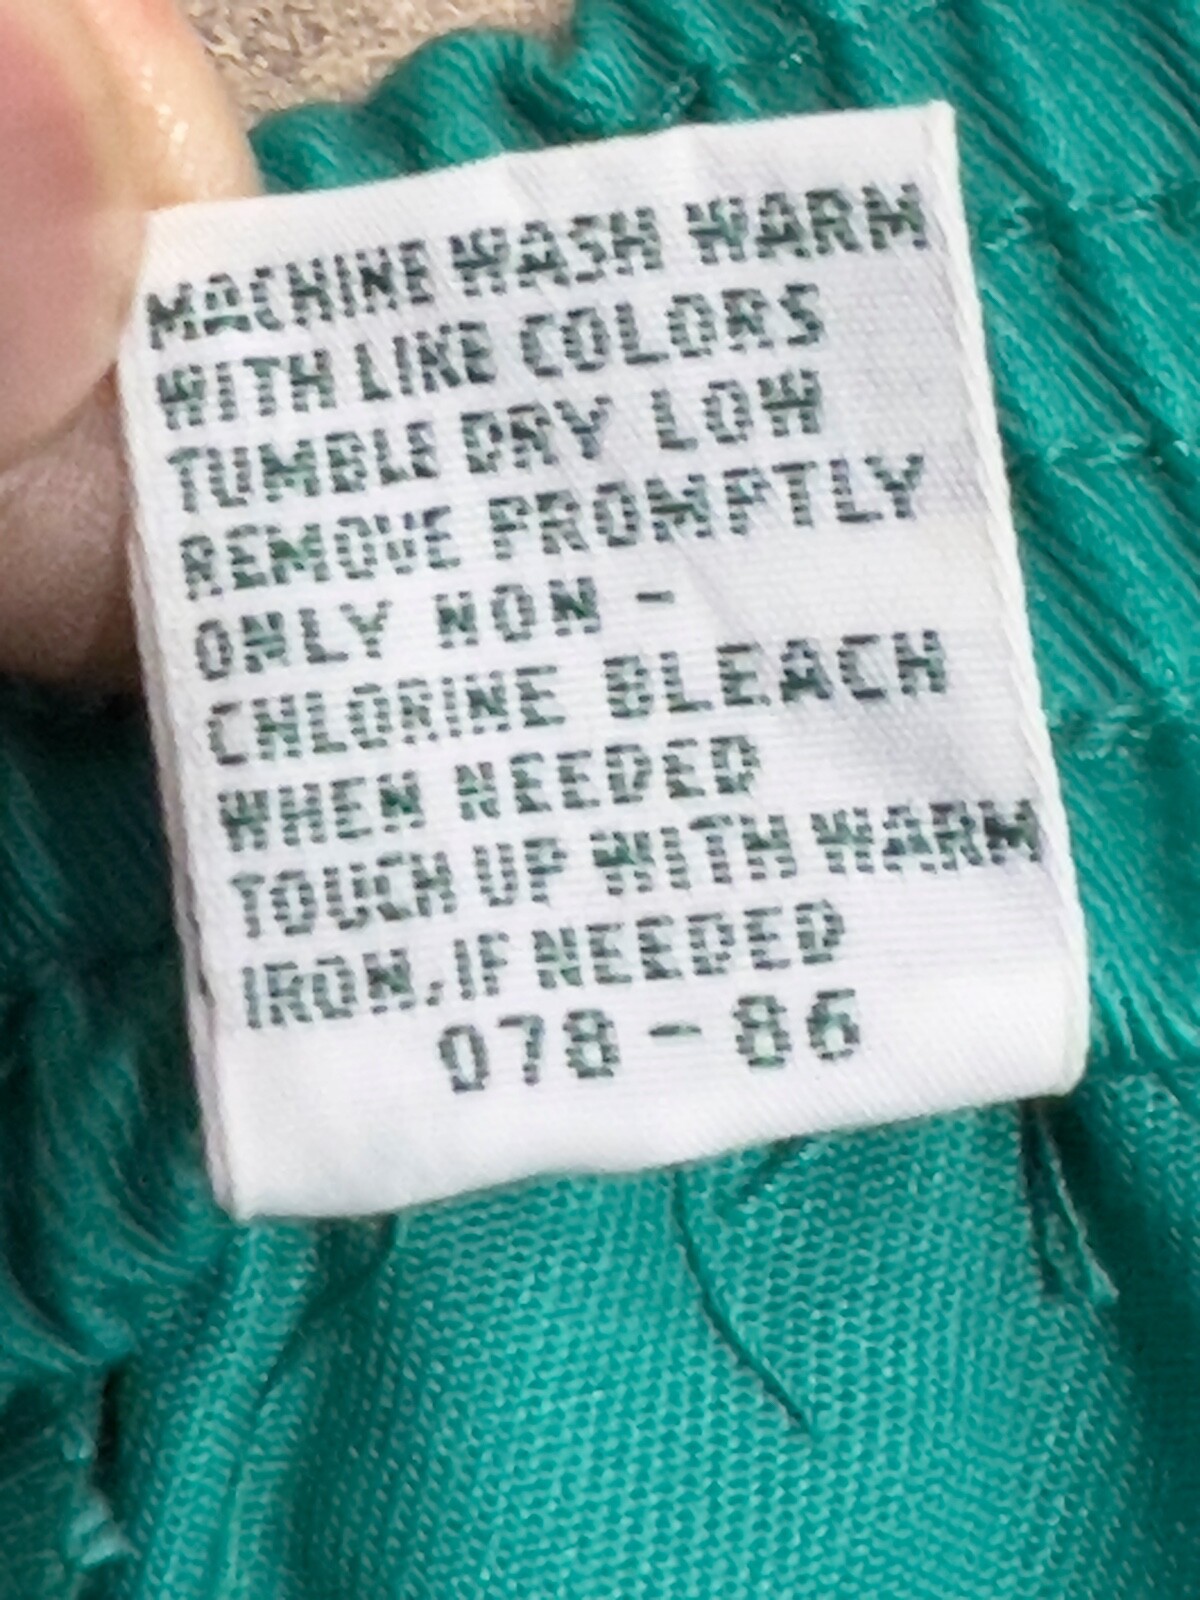 MACHINE WASH WARM
WITH LIKE COLORS
TUMBLE DRY LOW
REMOVE PROMPTLY
ONLY NON -
CHLORINE BLEACH
WHEN NEEDED
TOUCH UP WITH WARM
IRON, IF NEEDED
078 - 86